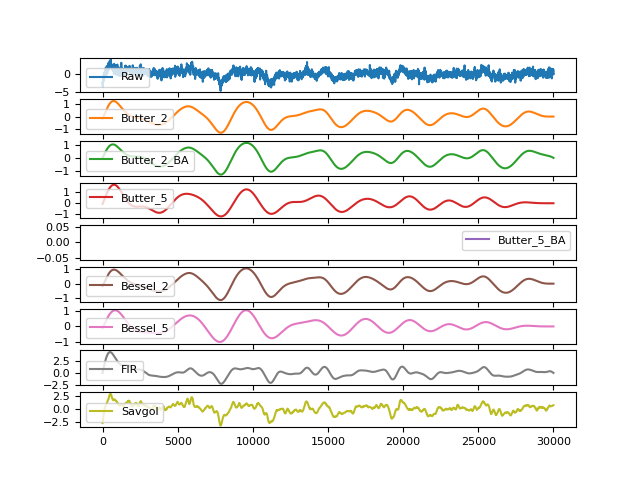 0
−5
Raw
1
0
−1
Butter_2
1
0
−1
Butter_2_BA
1
0
−1
Butter_5
0.05
0.00
−0.05
Butter_5_BA
1
0
−1
Bessel_2
1
0
−1
Bessel_5
2.5
0.0
−2.5
FIR
2.5
0.0
−2.5
Savgol
0 5000 10000 15000 20000 25000 30000